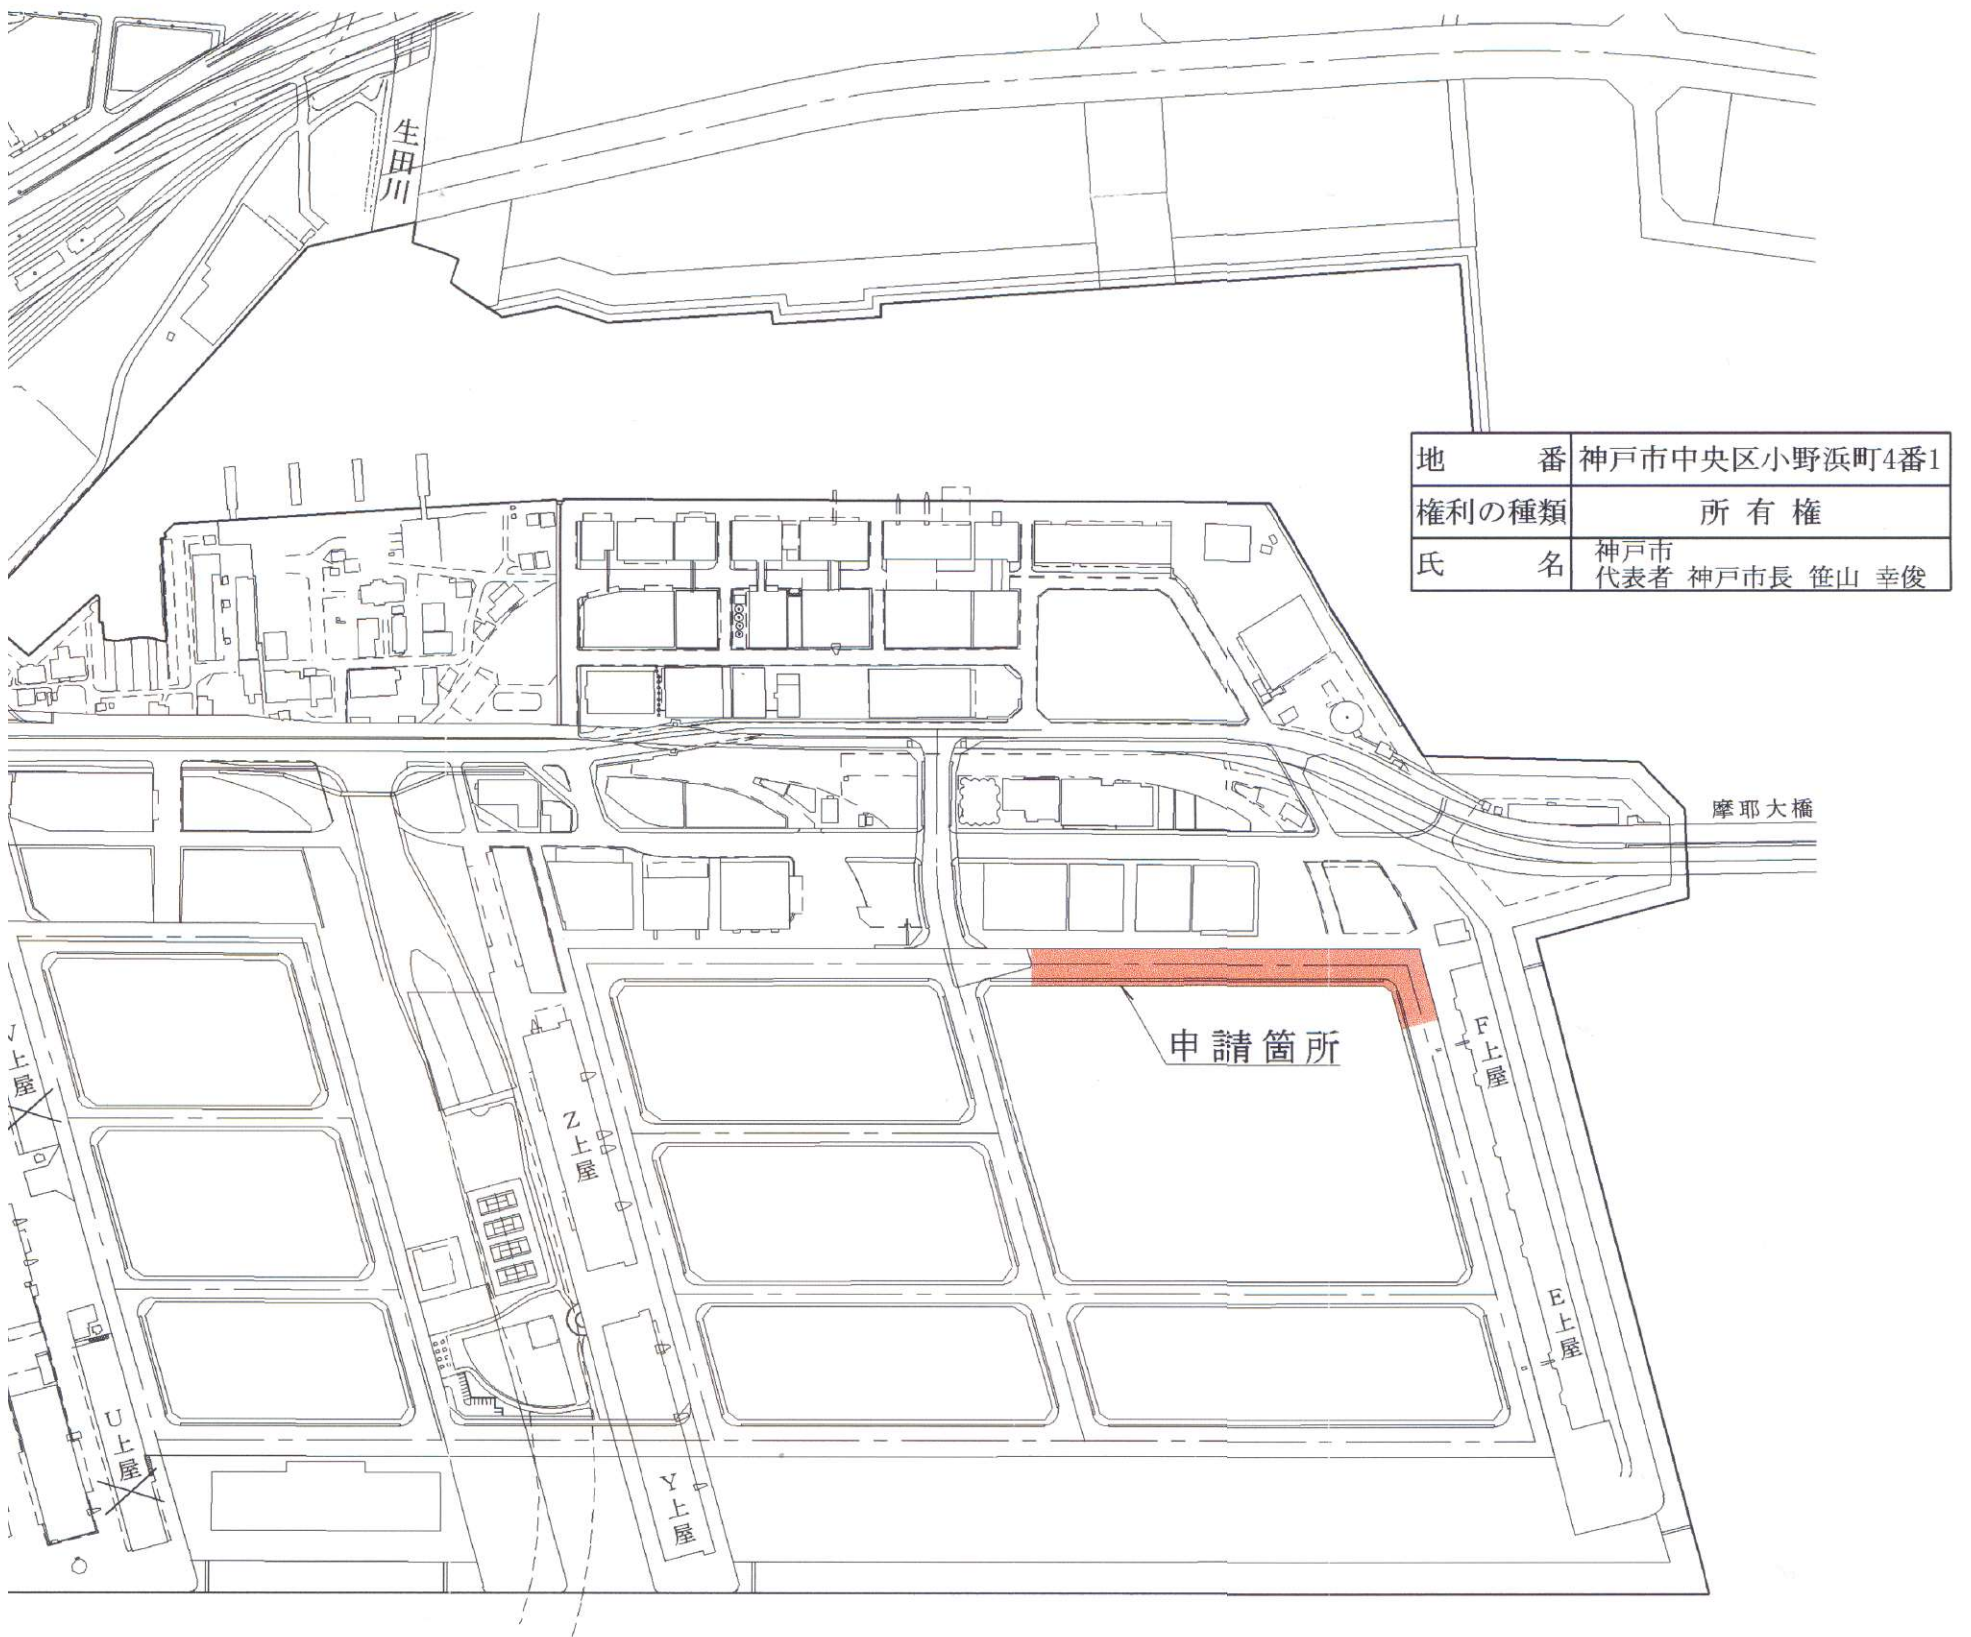 生田川
地番 神戸市中央区小野浜町4番1
権利の種類 所有権
氏名 神戸市
代表者 神戸市長 笹山 幸俊
摩耶大橋
申請箇所
F上屋
V上屋
Z上屋
E上屋
U上屋
Y上屋